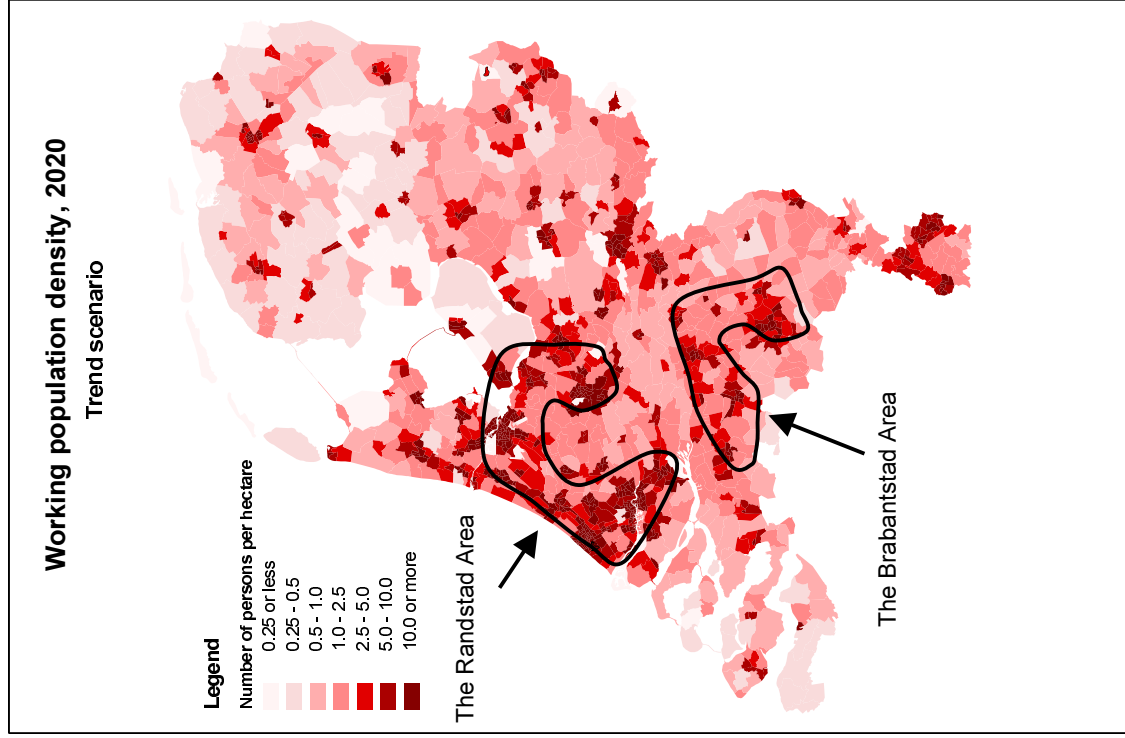 Working population density, 2020
Trend scenario
Legend
Number of persons per hectare
0.25 or less
0.25 - 0.5
0.5 - 1.0
1.0 - 2.5
2.5 - 5.0
5.0 - 10.0
10.0 or more
The Randstad Area
The Brabantstad Area